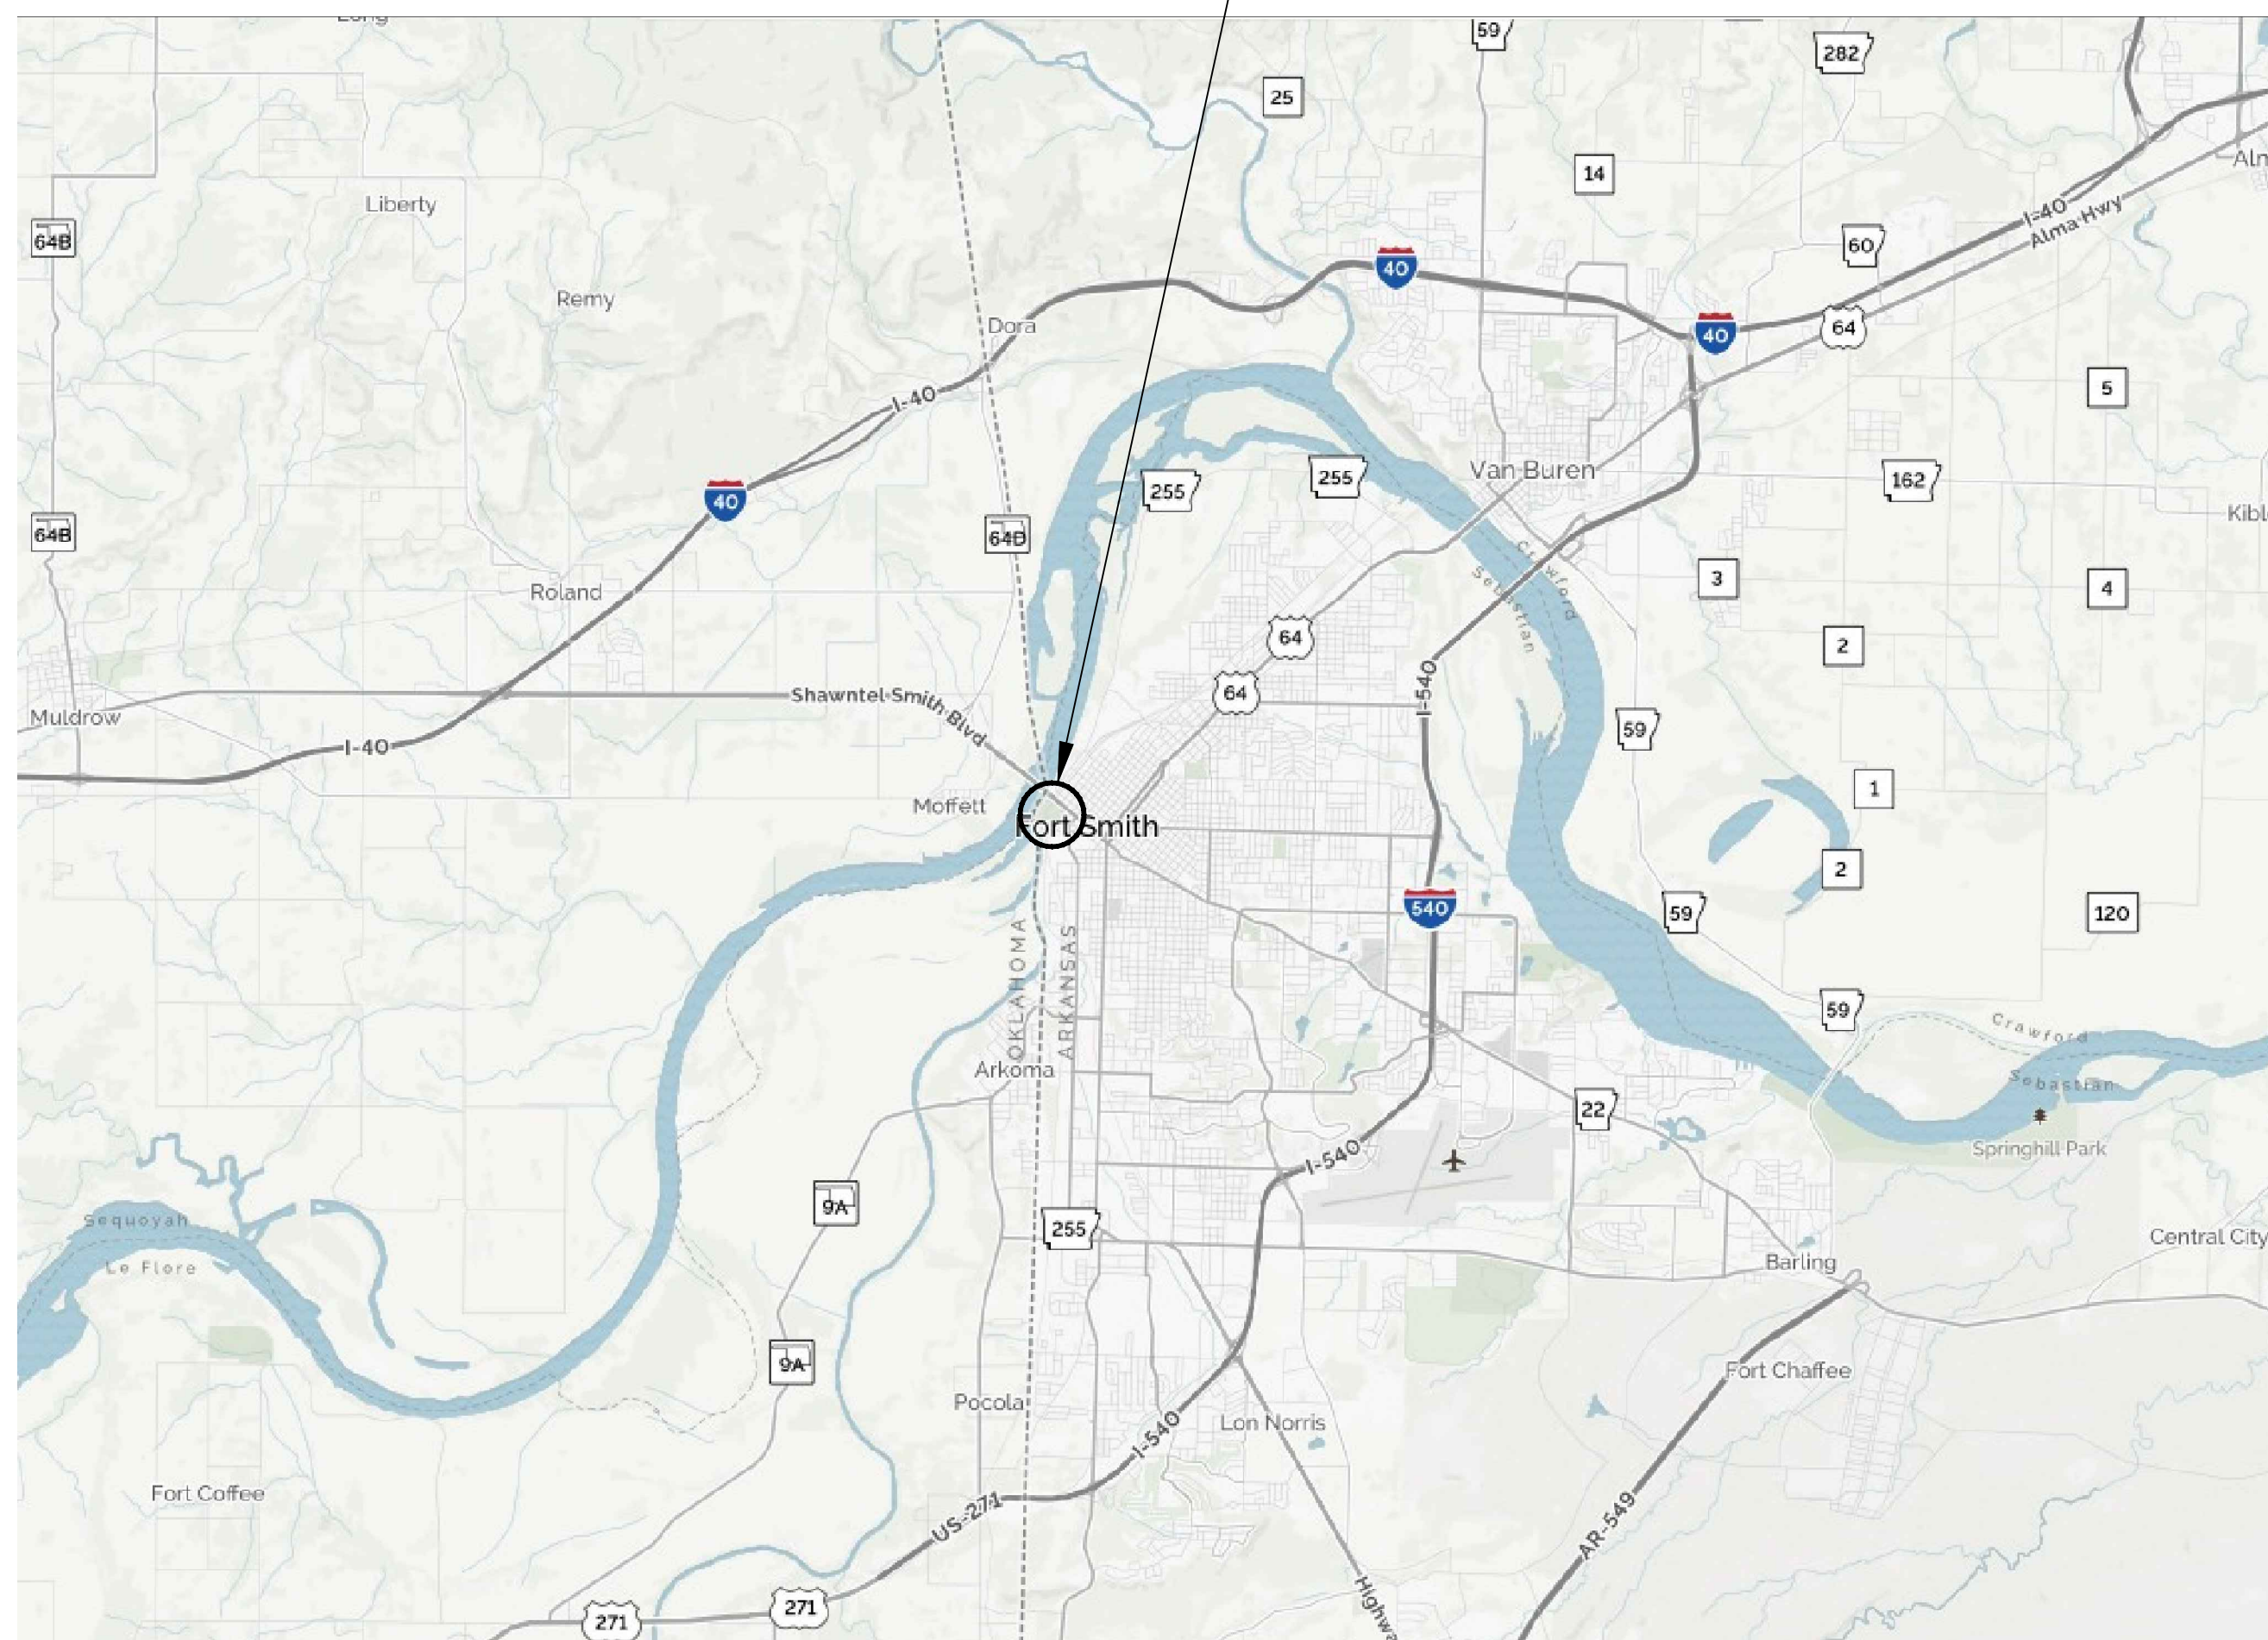 59
282
25
14
Liberty
64B
60
I-40
Alma Hwy
40
Remy
Dora
40
64
5
I-40
Van Buren
255
255
162
40
64B
64D
Crawford
Sebastian
3
4
Roland
64
2
64
I-540
Shawntel Smith Blvd
Muldrow
59
I-40
1
Moffett
Fort Smith
2
540
59
120
OKLAHOMA
ARKANSAS
59
Crawford
Arkoma
Sebastian
22
Springhill Park
I-540
9A
Sequoyah
255
Central City
Le Flore
Barling
9A
Fort Chaffee
Pocola
Lon Norris
I-540
Fort Coffee
US-271
AR-549
271
271